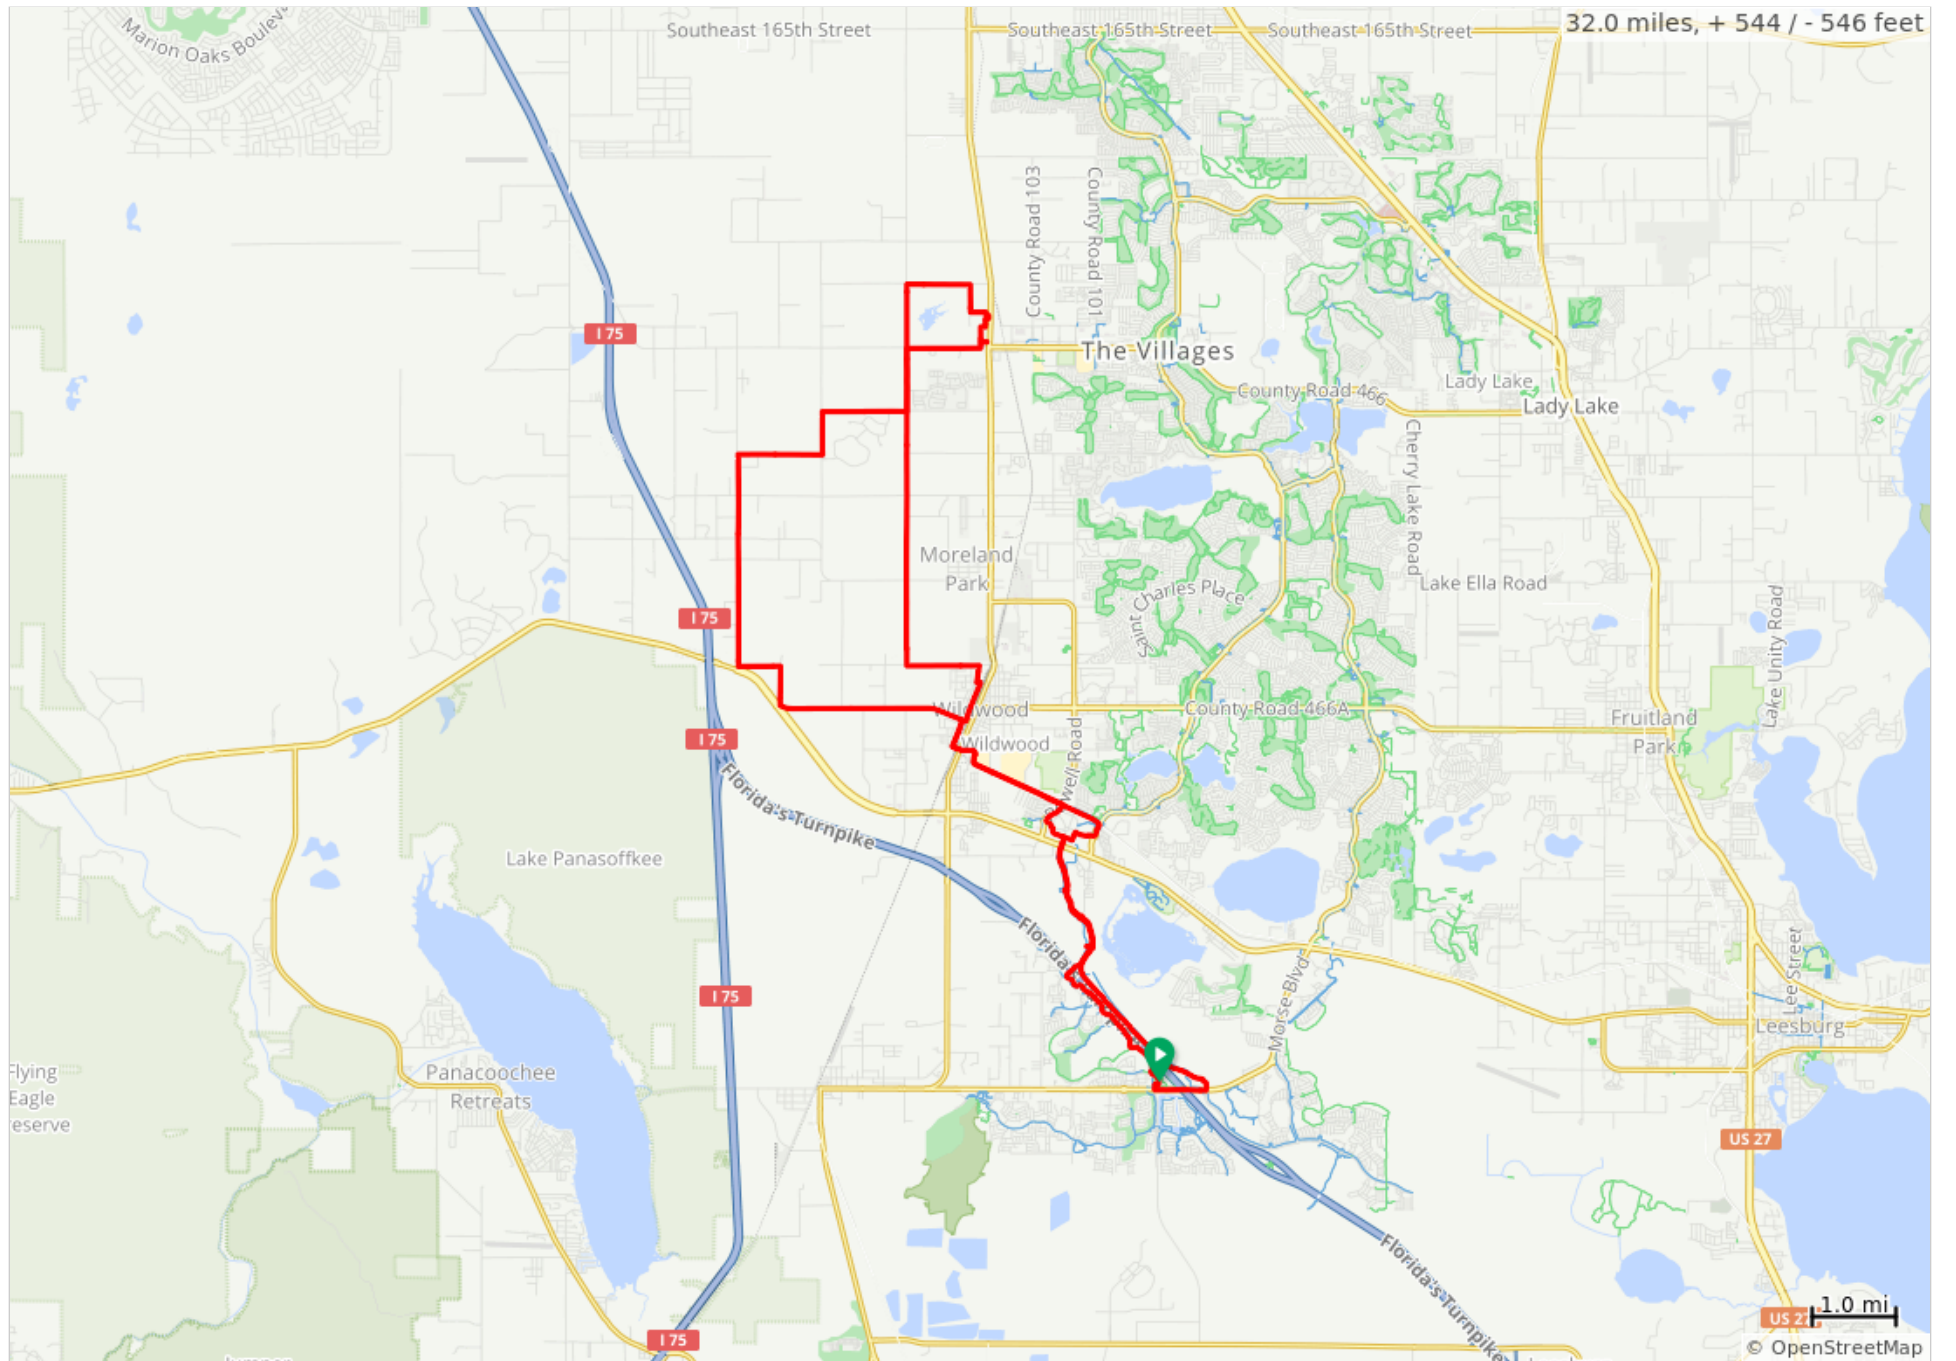 Southeast 165th Street
Southeast 165th Street
Southeast 165th Street
32.0 miles, + 544 / - 546 feet
Marion Oaks Boulev
County Road 103
County Road 101
I 75
The Villages
County Road 466
Lady Lake
Lady Lake
Cherry Lake Road
Moreland
Park
Saint Charles Place
Lake Ella Road
Lake Unity Road
I 75
Wildwood
County Road 466A
Fruitland
Park
I 75
Wildwood
well Road
Florida's Turnpike
Lake Panasoffkee
Florida's
Morse Blvd
Lee Street
I 75
Leesburg
Flying
Eagle
eserve
Panacoochee
Retreats
US 27
Florida's Turnpike
1.0 mi
US 27
I 75
© OpenStreetMap